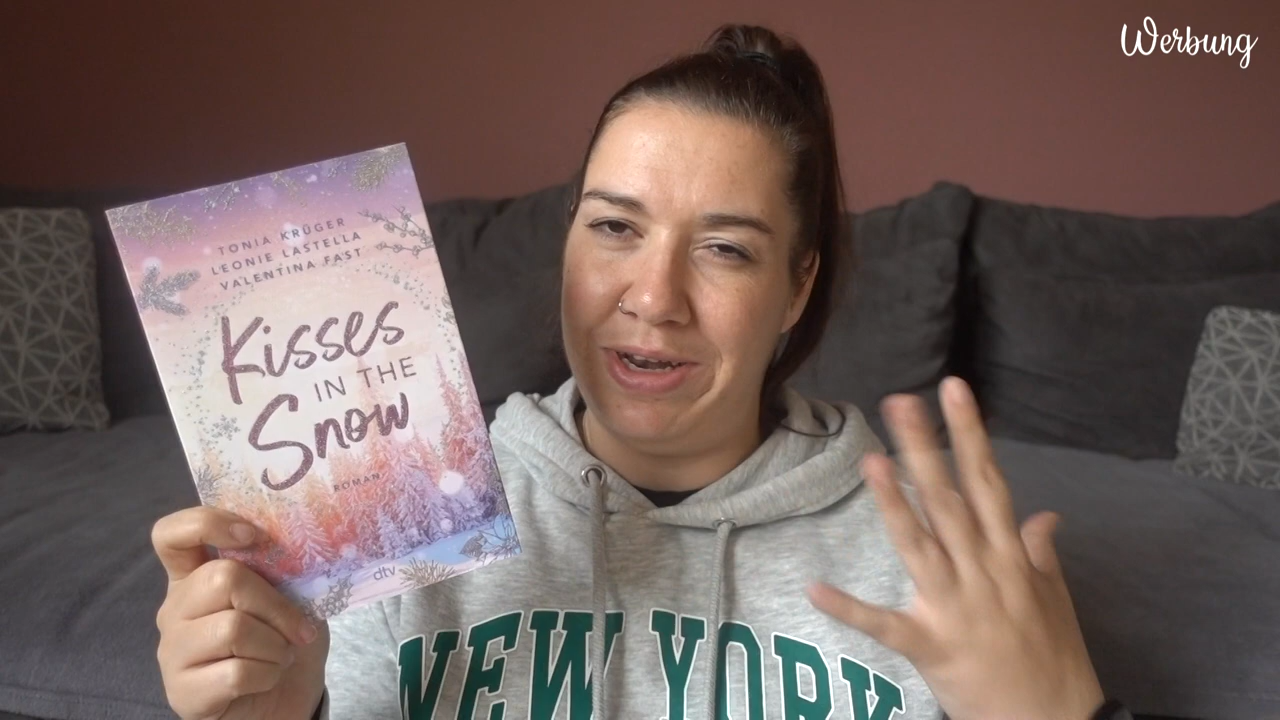 Werbung
TONIA KRÜGER
LEONIE LASTELLA
VALENTINA FAST
Kisses
IN THE
Snow
ROMAN
dtv
NEW YORK